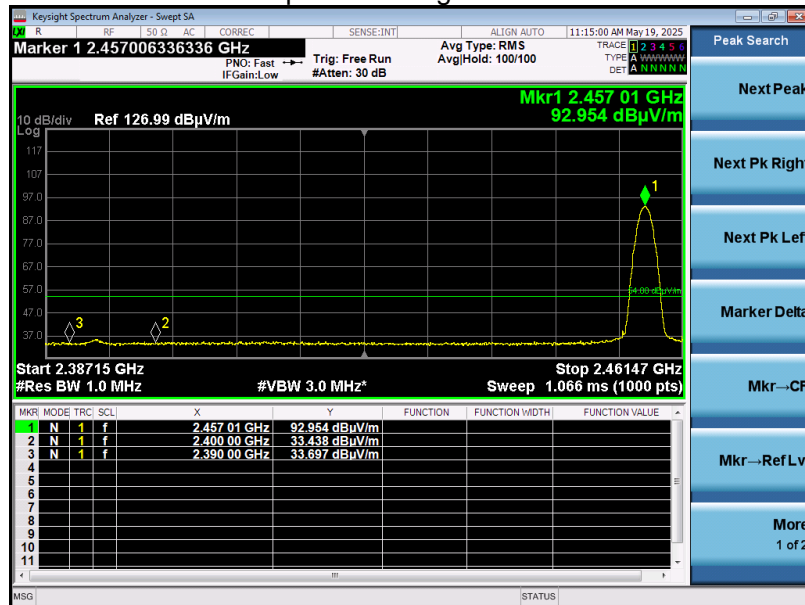 Keysight Spectrum Analyzer - Swept SA
LXI R RF 50 Ω AC CORREC SENSE:INT ALIGN AUTO 11:15:00 AM May 19, 2025
Marker 1 2.457006336336 GHz
PNO: Fast
IFGain:Low
Trig: Free Run
#Atten: 30 dB
Avg Type: RMS
Avg|Hold: 100/100
TRACE 1 2 3 4 5 6
TYPE A WWWWW
DET A N N N N N
Peak Search
Mkr1 2.457 01 GHz
92.954 dBµV/m
10 dB/div Ref 126.99 dBµV/m
Log
117
107
97.0
87.0
77.0
67.0
57.0
47.0
37.0
1
54.00 dBµV/m
3
2
Start 2.38715 GHz
Stop 2.46147 GHz
#Res BW 1.0 MHz #VBW 3.0 MHz* Sweep 1.066 ms (1000 pts)
MKR MODE TRC SCL X Y FUNCTION FUNCTION WIDTH FUNCTION VALUE
1 N 1 f 2.457 01 GHz 92.954 dBµV/m
2 N 1 f 2.400 00 GHz 33.438 dBµV/m
3 N 1 f 2.390 00 GHz 33.697 dBµV/m
4
5
6
7
8
9
10
11
MSG STATUS
Next Peak
Next Pk Righ
Next Pk Lef
Marker Delta
Mkr→CF
Mkr→Ref Lv
More
1 of 2